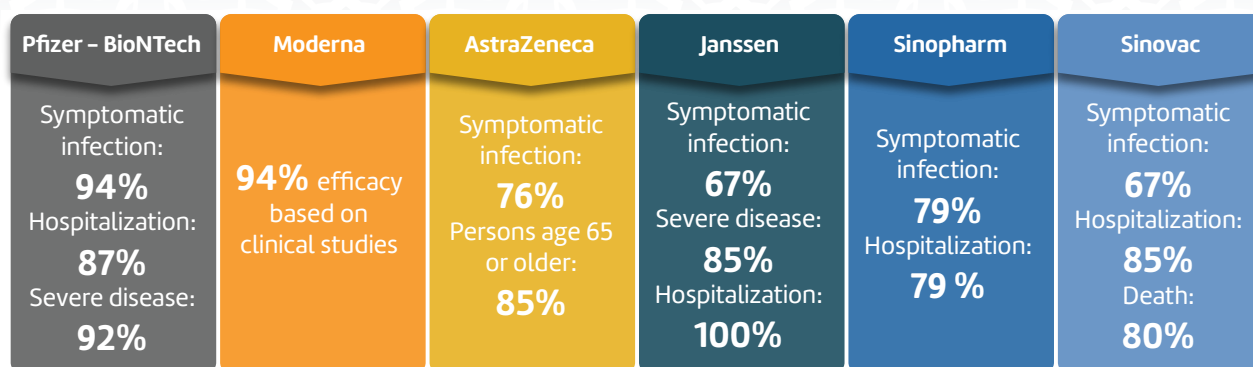 Pfizer – BioNTech
Symptomatic
infection:
94%
Hospitalization:
87%
Severe disease:
92%
Moderna
94% efficacy
based on
clinical studies
AstraZeneca
Symptomatic
infection:
76%
Persons age 65
or older:
85%
Janssen
Symptomatic
infection:
67%
Severe disease:
85%
Hospitalization:
100%
Sinopharm
Symptomatic
infection:
79%
Hospitalization:
79 %
Sinovac
Symptomatic
infection:
67%
Hospitalization:
85%
Death:
80%